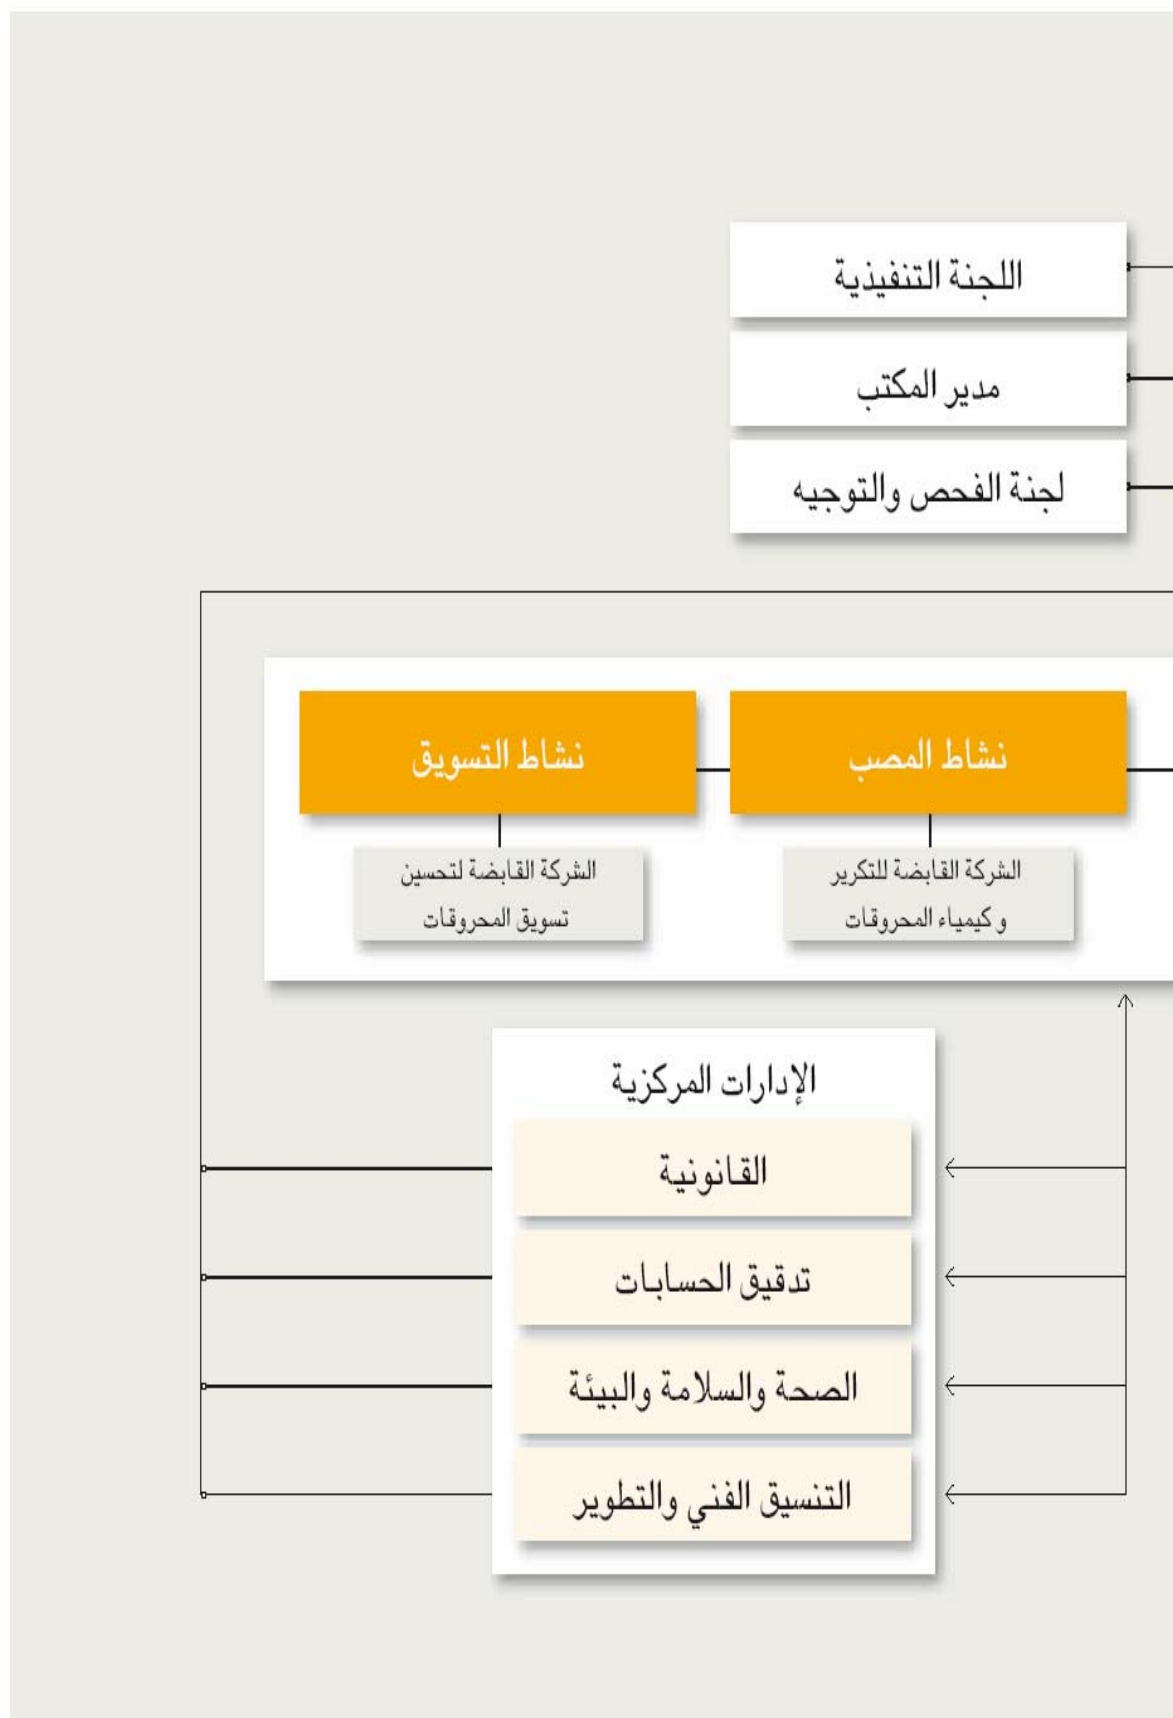 اللجنة التنفيذية
مدير المكتب
لجنة الفحص والتوجيه
نشاط المصب
نشاط التسويق
الشركة القابضة للتكرير
و كيمياء المحروقات
الشركة القابضة لتحسين
تسويق المحروقات
الإدارات المركزية
القانونية
تدقيق الحسابات
الصحة والسلامة والبيئة
التنسيق الفني والتطوير